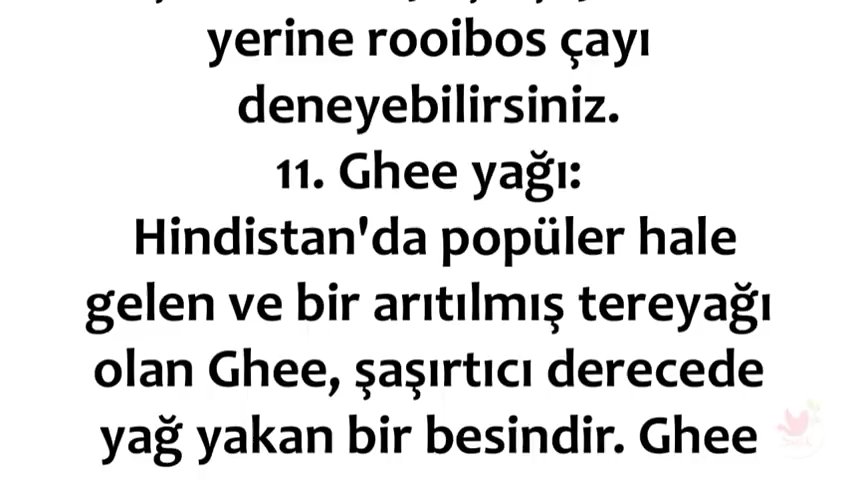 yerine rooibos çayı
deneyebilirsiniz.
11. Ghee yağı:
Hindistan'da popüler hale
gelen ve bir arıtılmış tereyağı
olan Ghee, şaşırtıcı derecede
yağ yakan bir besindir. Ghee